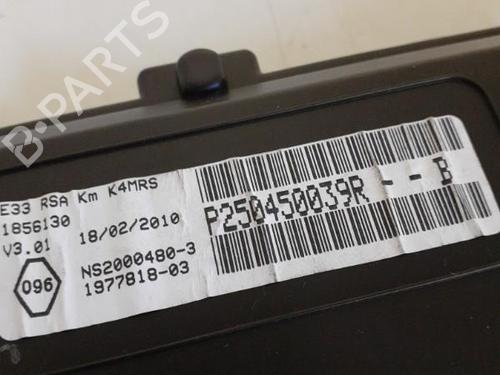 B-PARTS
E33 RSA Km K4MRS
1856130
V3.01
18/02/2010
096
NS2000480-3
1977818-03
P250450039R - - B